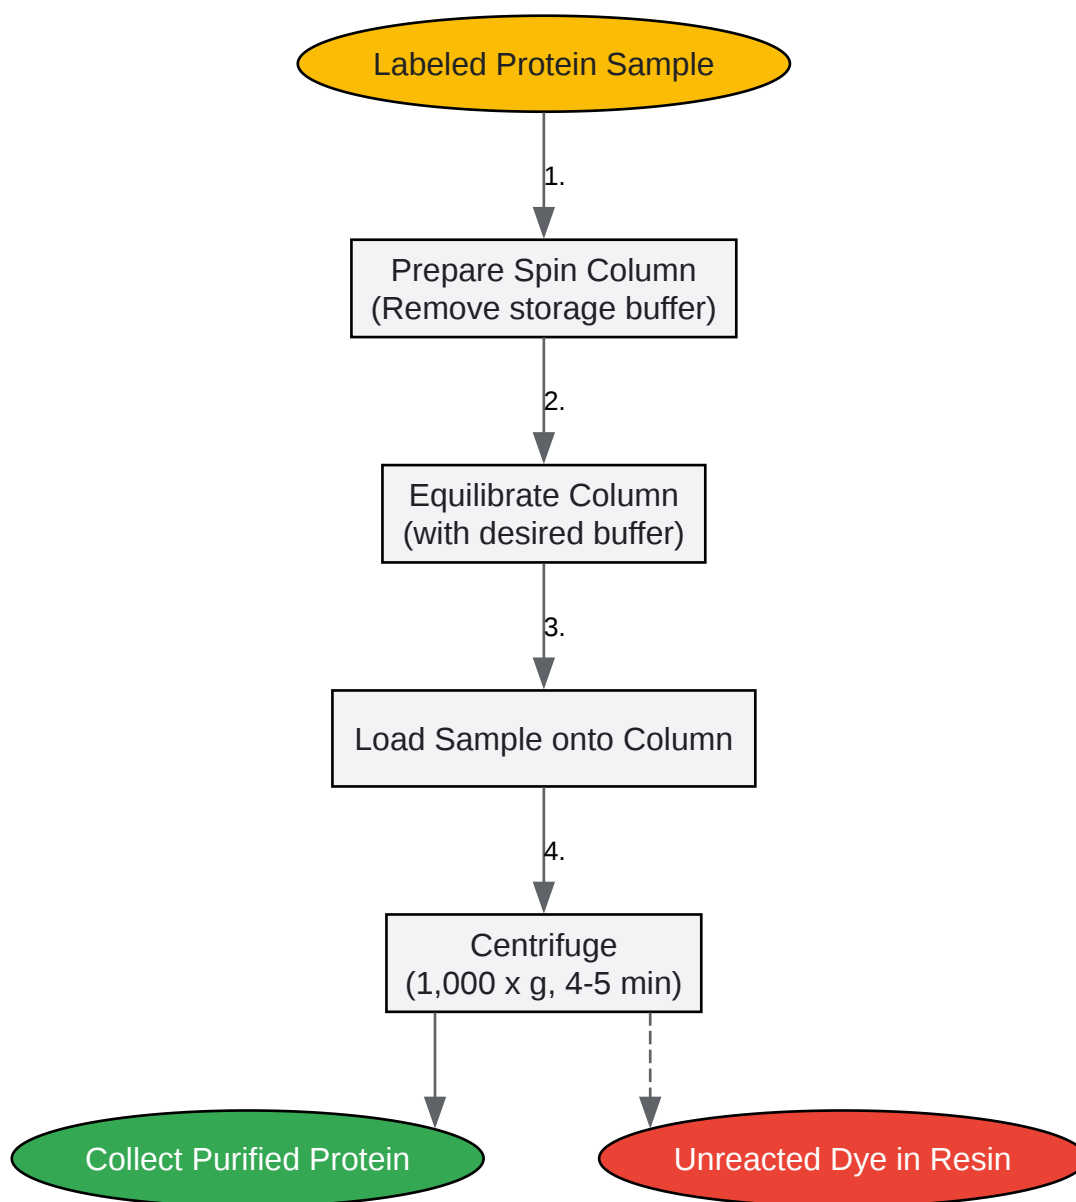 Labeled Protein Sample
1.
Prepare Spin Column
(Remove storage buffer)
2.
Equilibrate Column
(with desired buffer)
3.
Load Sample onto Column
4.
Centrifuge
(1,000 x g, 4-5 min)
Collect Purified Protein
Unreacted Dye in Resin